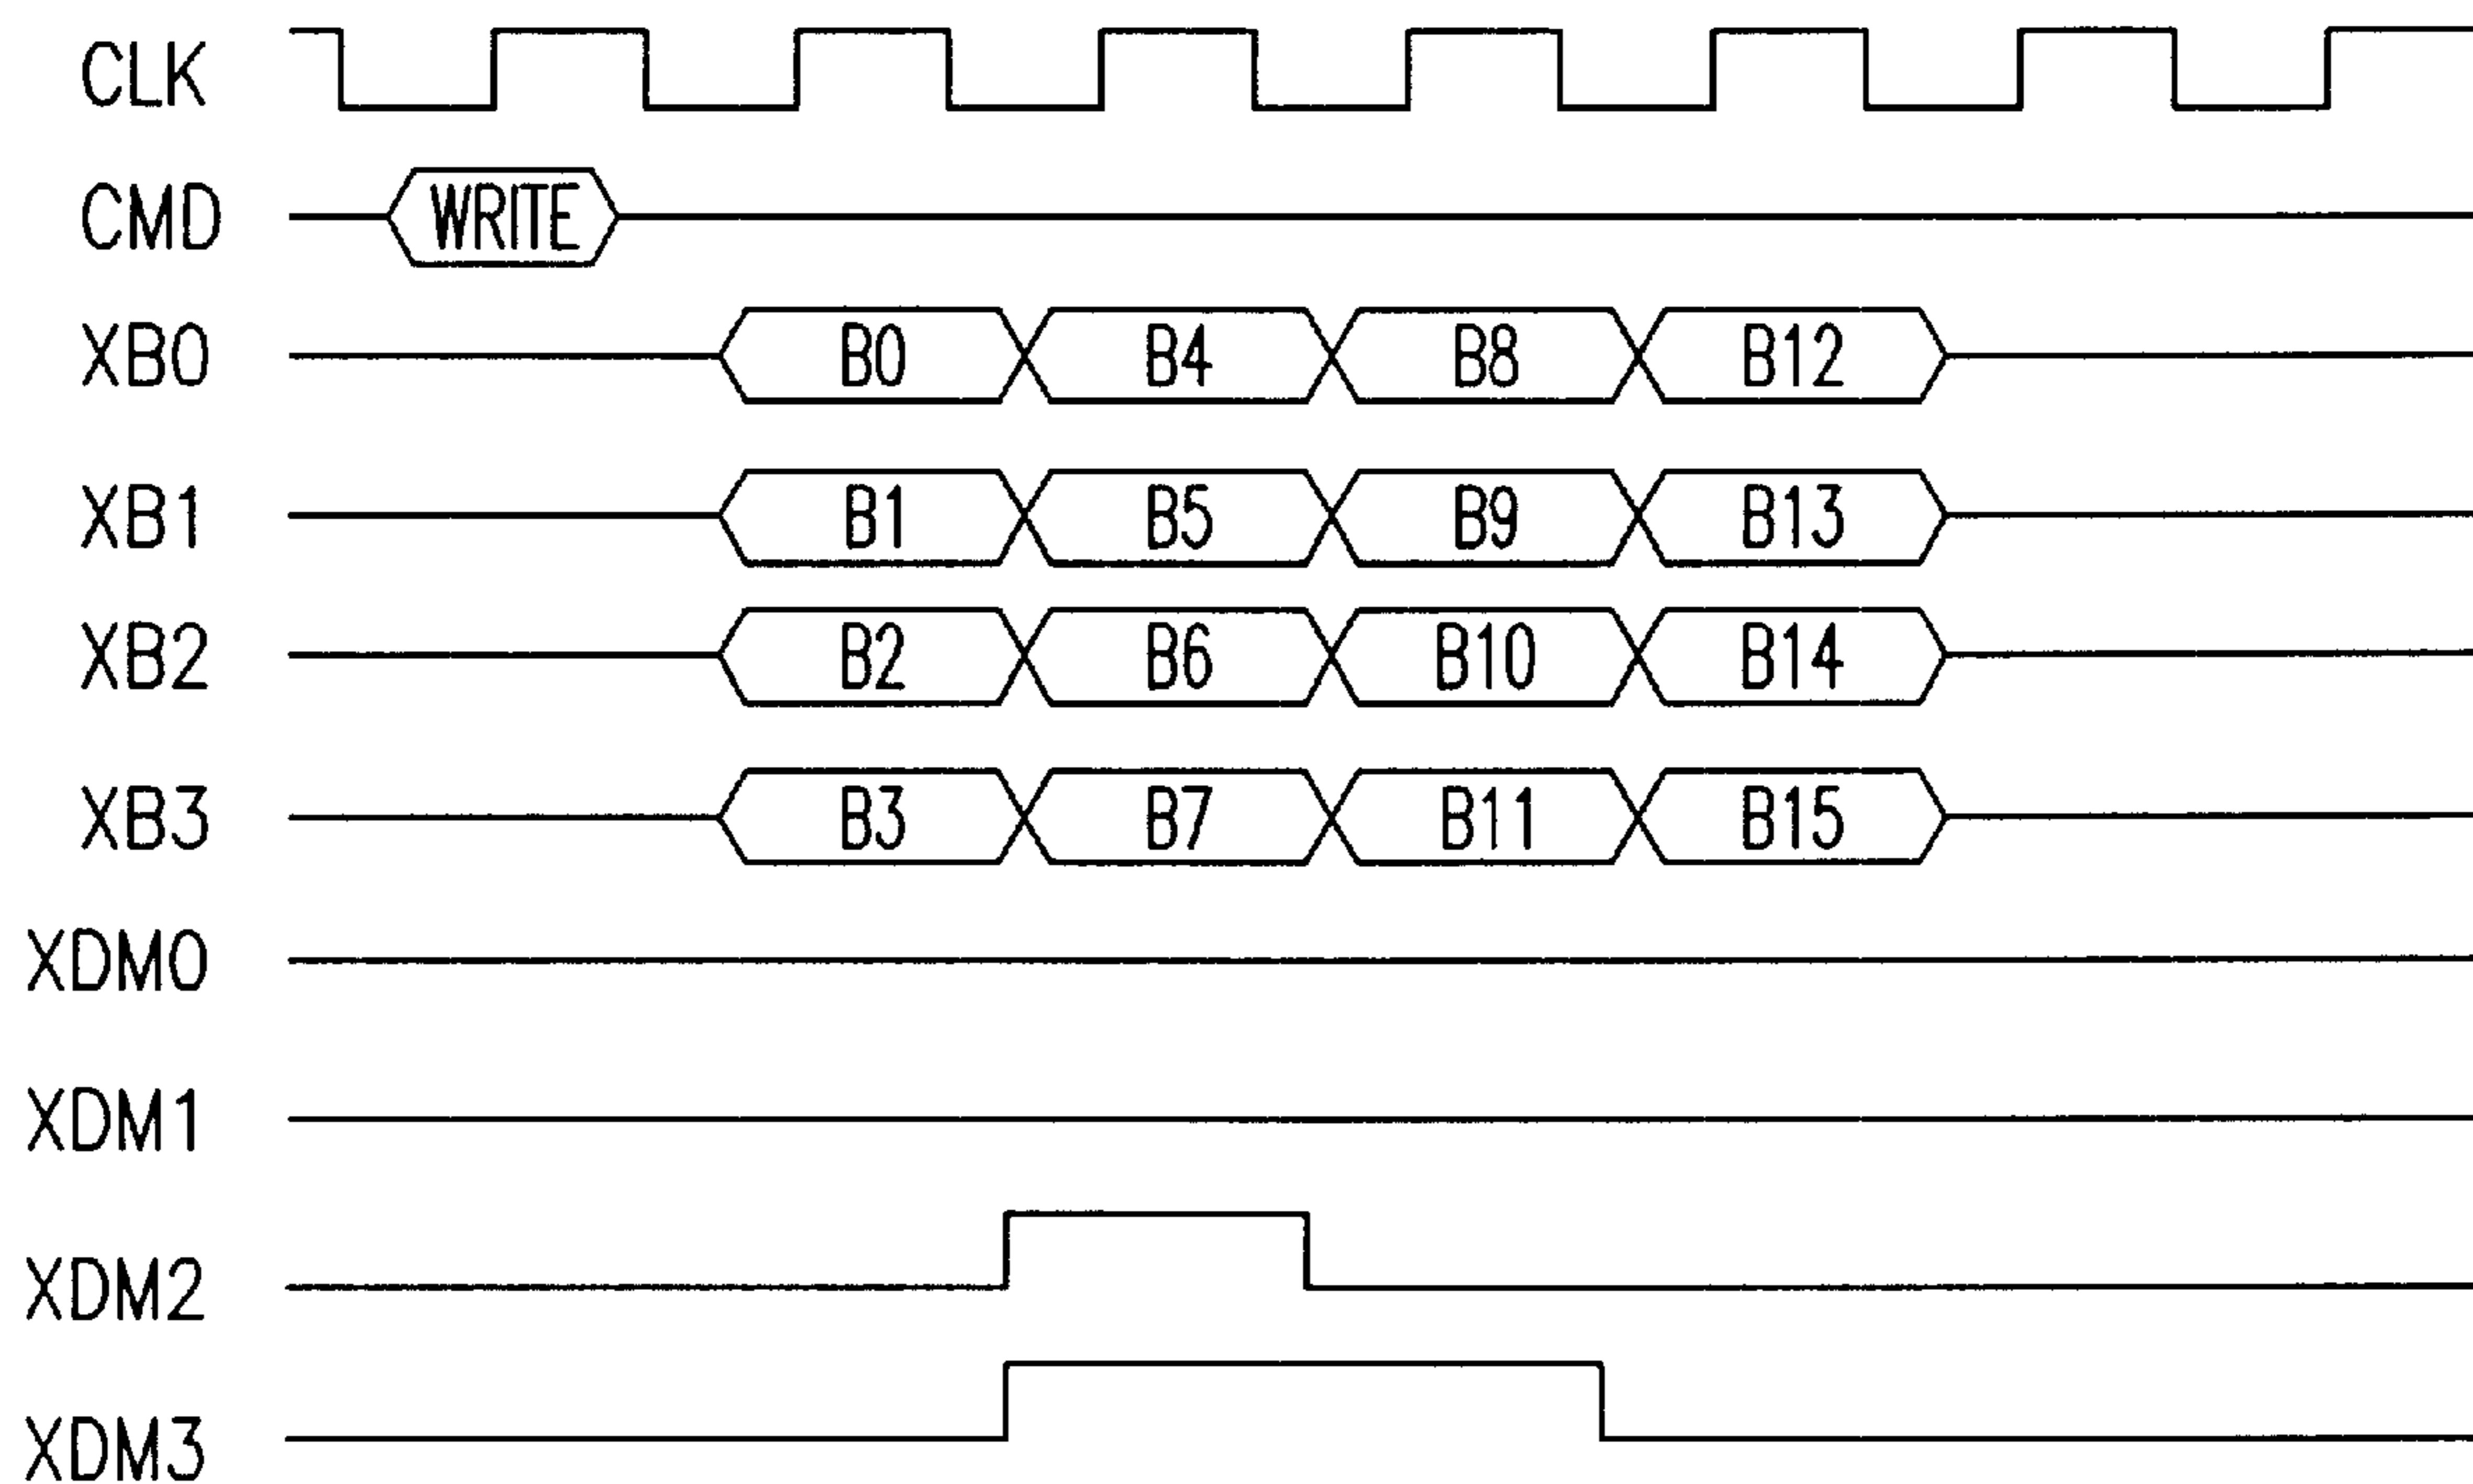 CLK
CMD WRITE
XB0 B0 B4 B8 B12
XB1 B1 B5 B9 B13
XB2 B2 B6 B10 B14
XB3 B3 B7 B11 B15
XDM0
XDM1
XDM2
XDM3